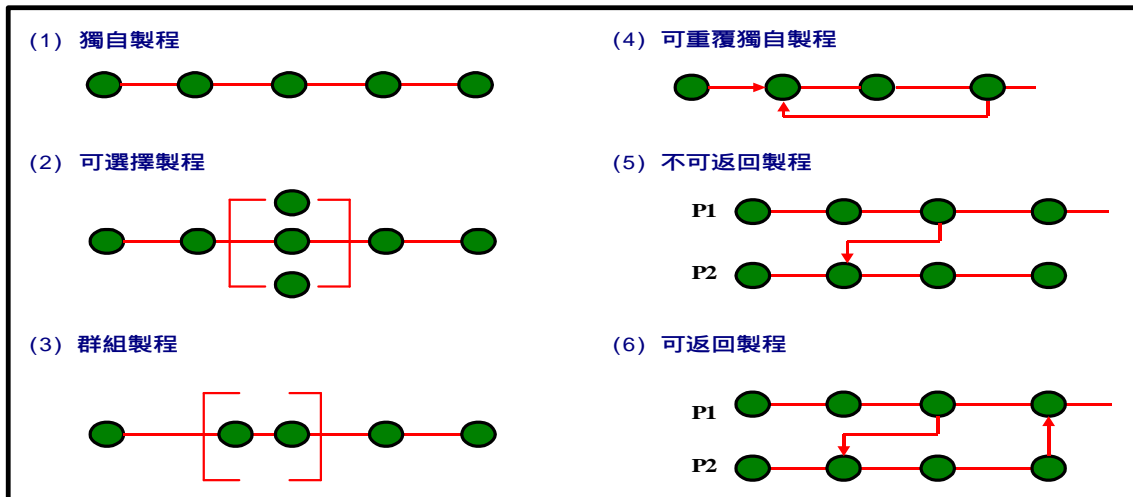 (1) 獨自製程
(2) 可選擇製程
(3) 群組製程
(4) 可重覆獨自製程
(5) 不可返回製程
P1
P2
(6) 可返回製程
P1
P2